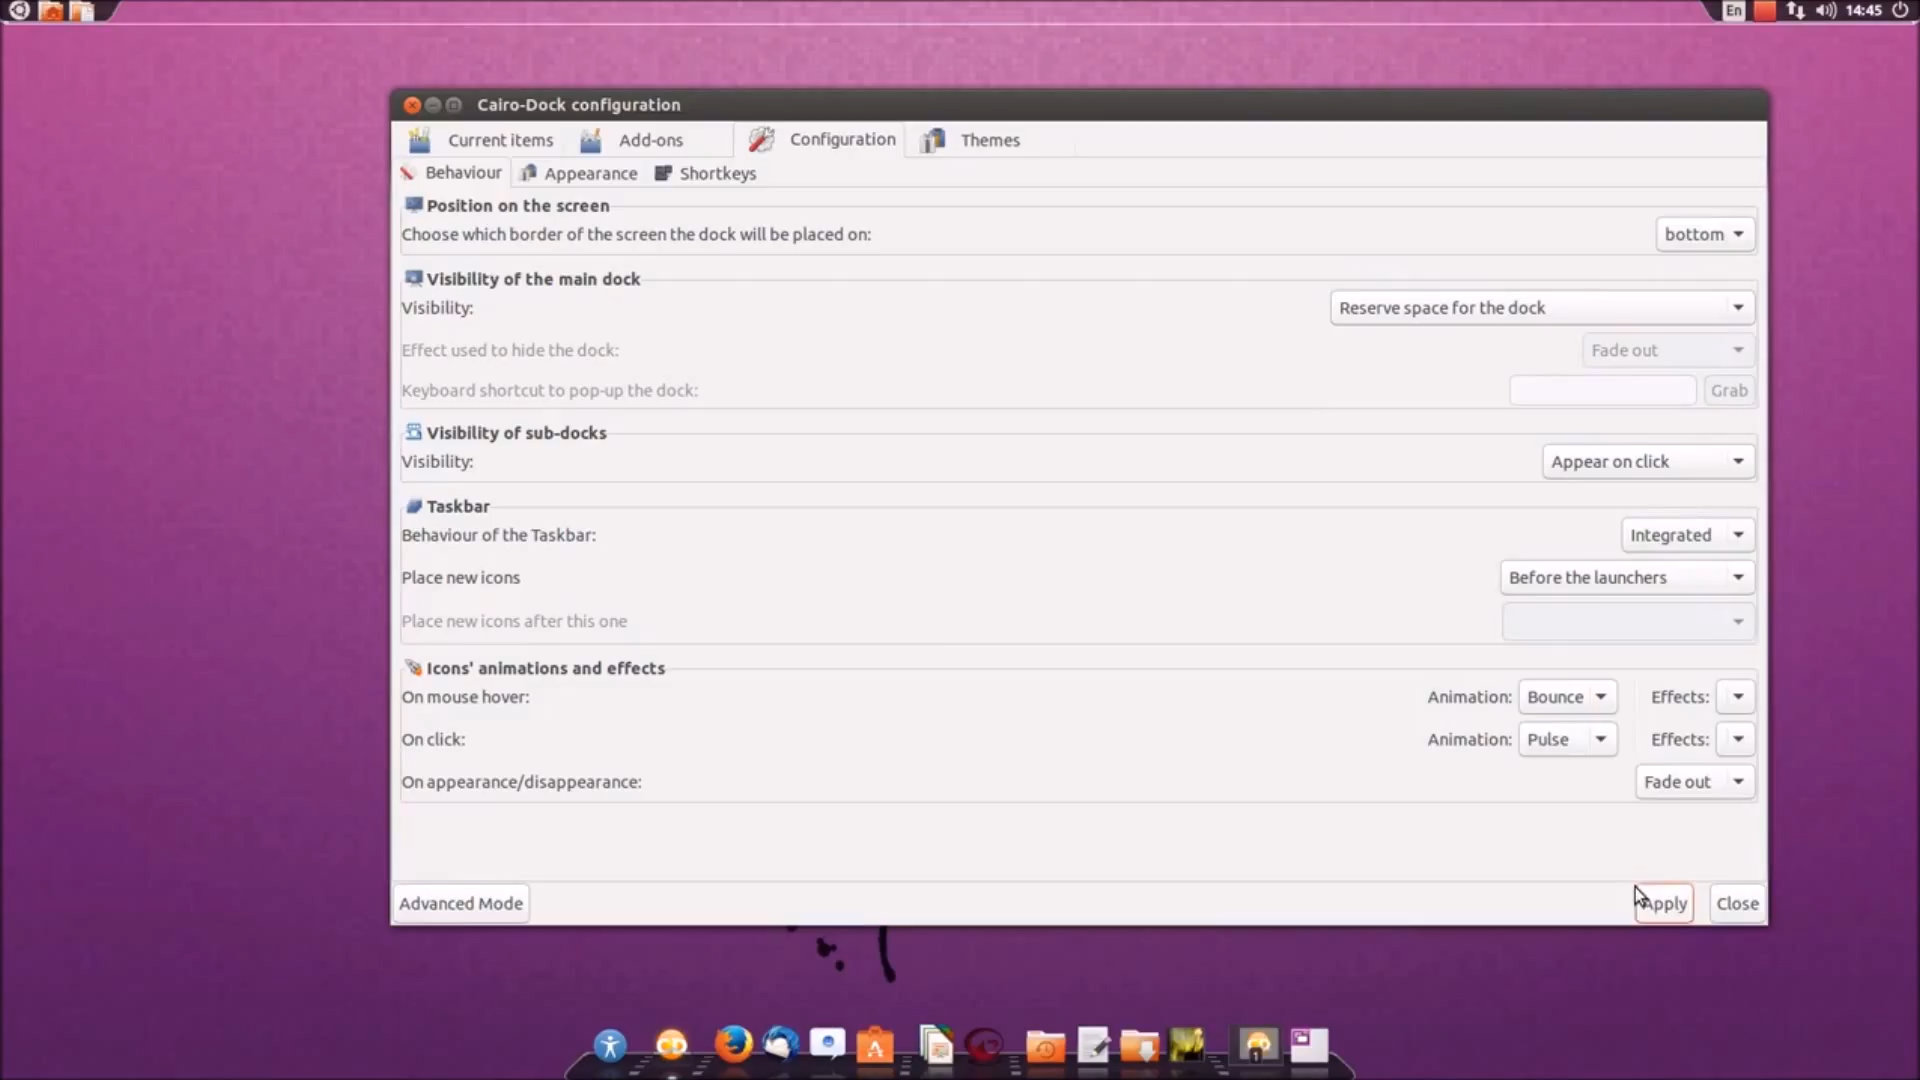 En 14:45
Cairo-Dock configuration
Current items Add-ons Configuration Themes
Behaviour Appearance Shortkeys
Position on the screen
Choose which border of the screen the dock will be placed on: bottom
Visibility of the main dock
Visibility: Reserve space for the dock
Effect used to hide the dock: Fade out
Keyboard shortcut to pop-up the dock: Grab
Visibility of sub-docks
Visibility: Appear on click
Taskbar
Behaviour of the Taskbar: Integrated
Place new icons Before the launchers
Place new icons after this one
Icons' animations and effects
On mouse hover: Animation: Bounce Effects:
On click: Animation: Pulse Effects:
On appearance/disappearance: Fade out
Advanced Mode Apply Close
CD 1